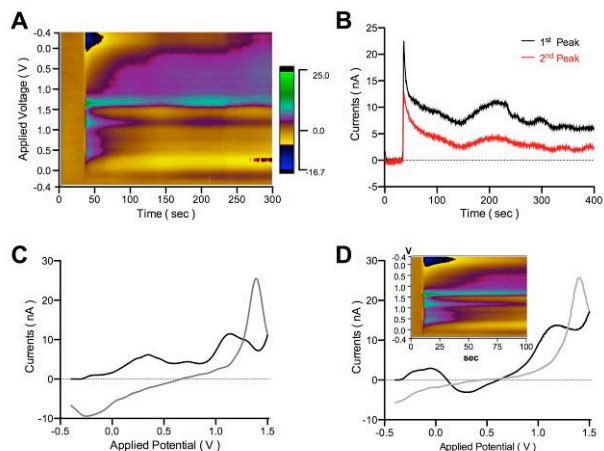 A
Applied Voltage ( V )
-0.4
0.0
0.5
1.0
1.5
1.5
1.0
0.5
0.0
-0.4
0 50 100 150 200 250 300
Time ( sec )
25.0
0.0
-16.7
B
Currents ( nA )
25
20
15
10
5
0
-5
0 100 200 300 400
Time ( sec )
1st Peak
2nd Peak
C
Currents ( nA )
30
20
10
0
-10
-0.5 0.0 0.5 1.0 1.5
Applied Potential ( V )
D
Currents ( nA )
30
20
10
0
-10
-0.5 0.0 0.5 1.0 1.5
Applied Potential ( V )
V
-0.4
0.0
0.5
1.0
1.5
1.5
1.0
0.5
0.0
-0.4
0 25 50 75 100
sec